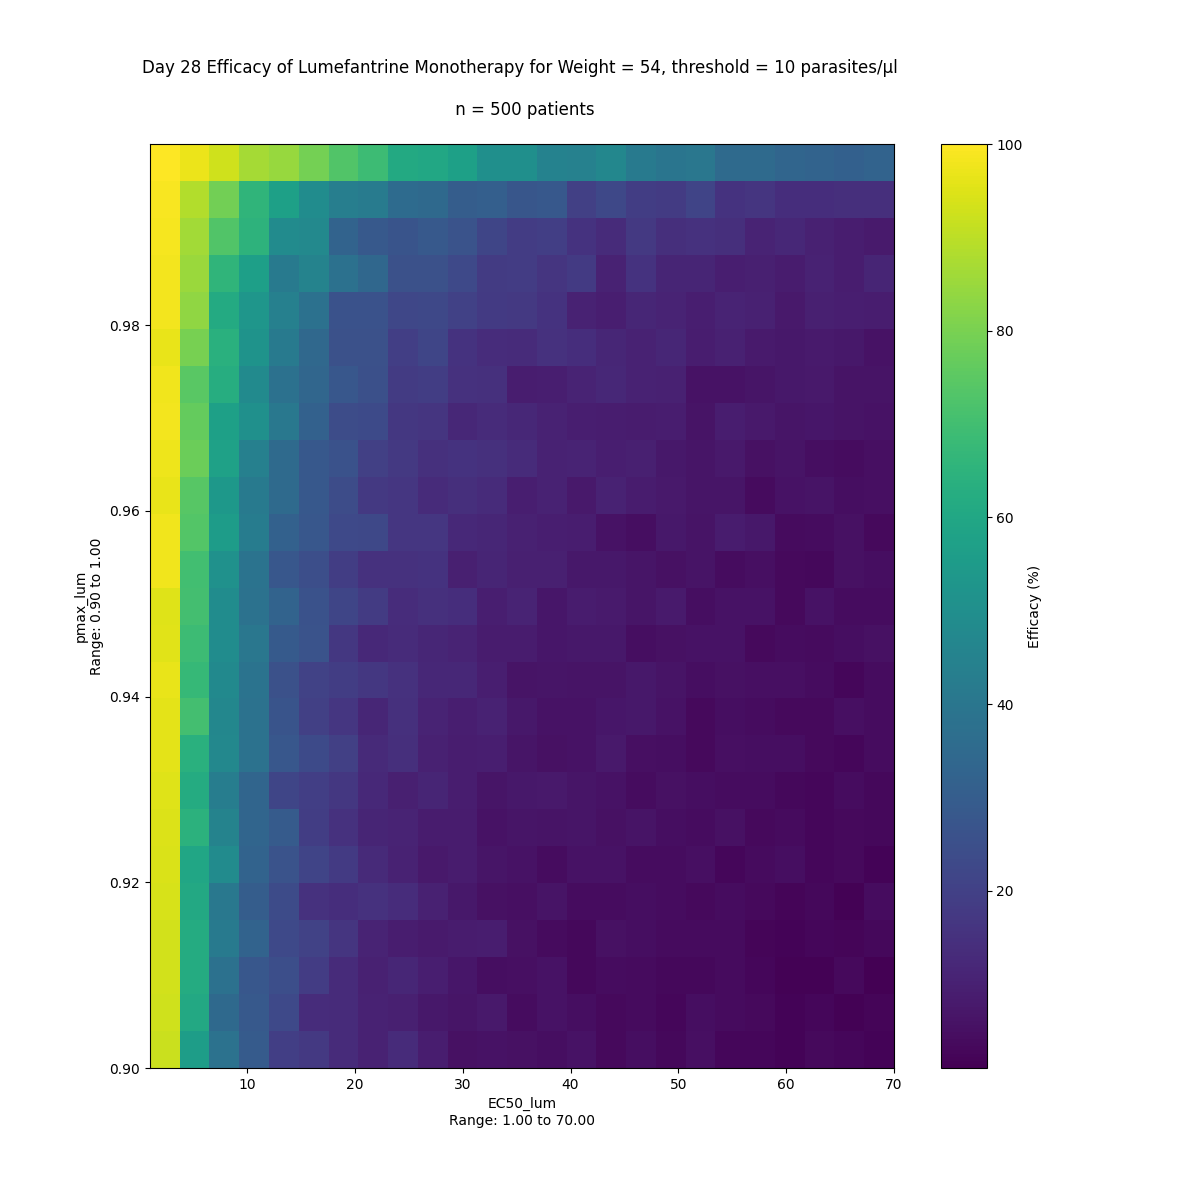 Day 28 Efficacy of Lumefantrine Monotherapy for Weight = 54, threshold = 10 parasites/µl
n = 500 patients
100
80
60
40
20
Efficacy (%)
0.98
0.96
0.94
0.92
0.90
pmax_lum
Range: 0.90 to 1.00
10
20
30
40
50
60
70
EC50_lum
Range: 1.00 to 70.00